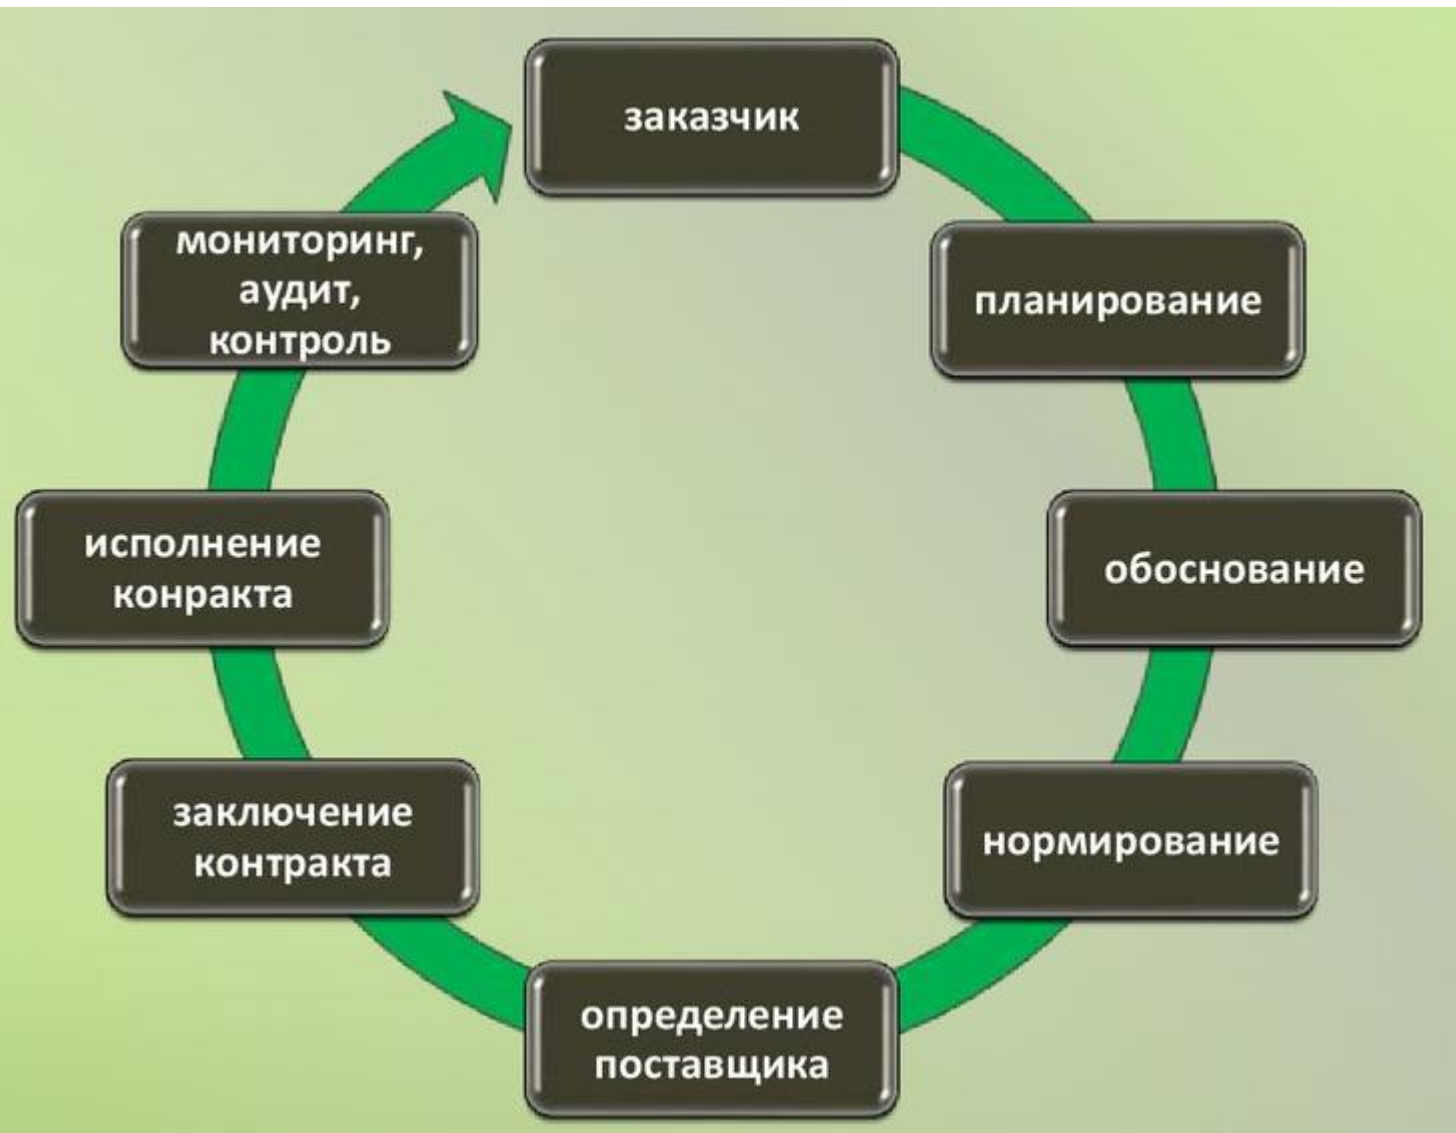 заказчик
планирование
обоснование
нормирование
определение
поставщика
заключение
контракта
исполнение
конракта
мониторинг,
аудит,
контроль